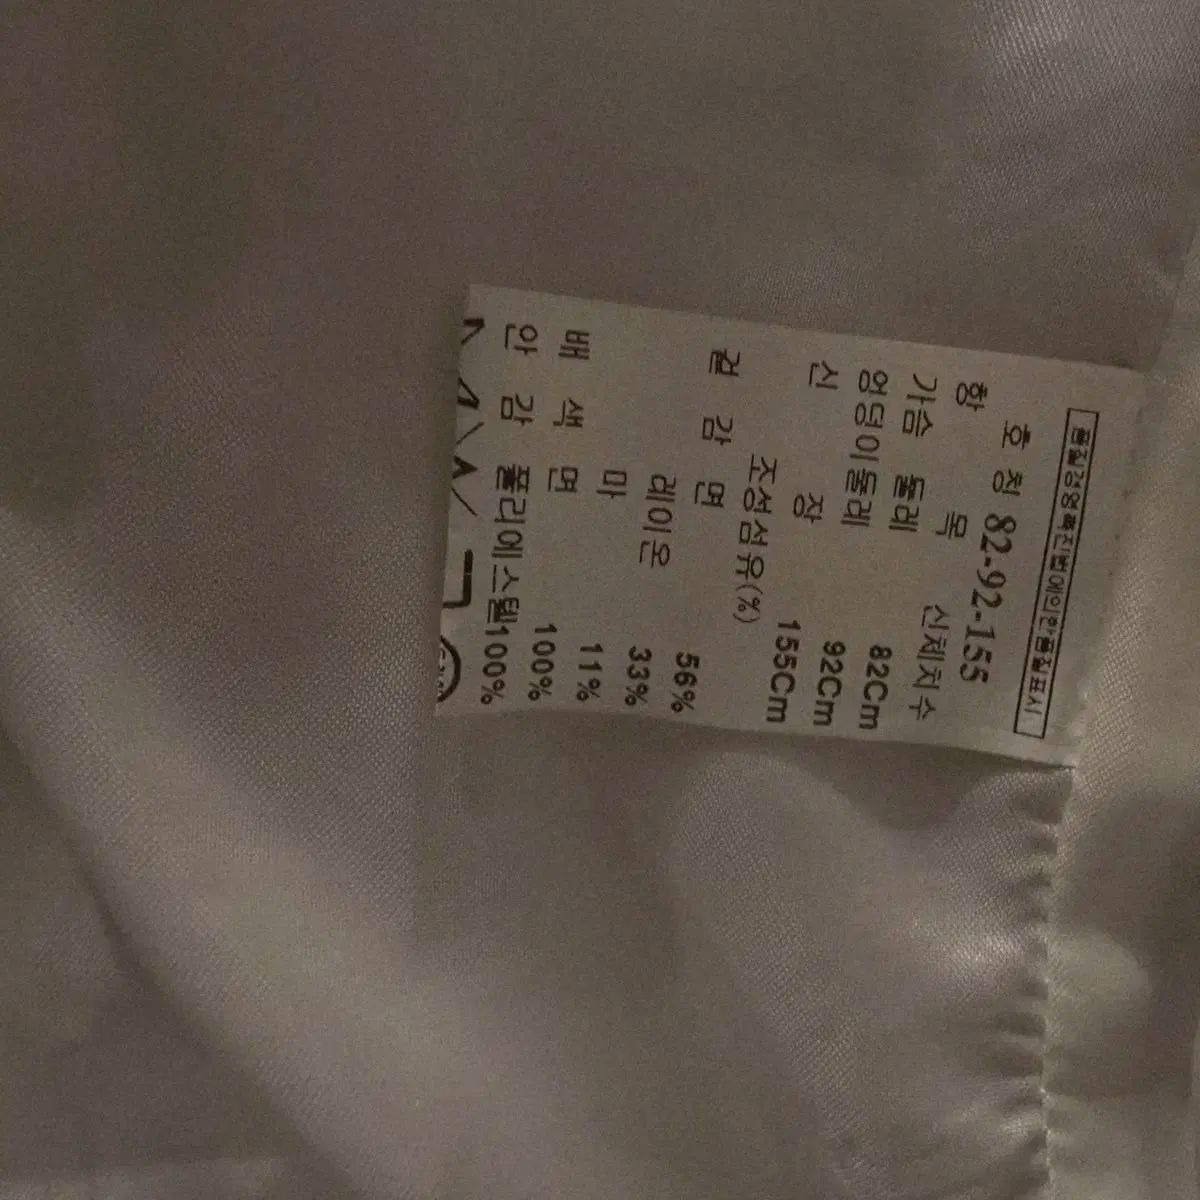 품질경영촉진법에의한품질표시
호칭 82-92-155
항 목 신체치수
가슴 둘레 82Cm
엉덩이둘레 92Cm
신 장 155Cm
조성섬유(%)
겉 감 면 56%
레이온 33%
마 11%
배 색 면 100%
안 감 폴리에스텔100%